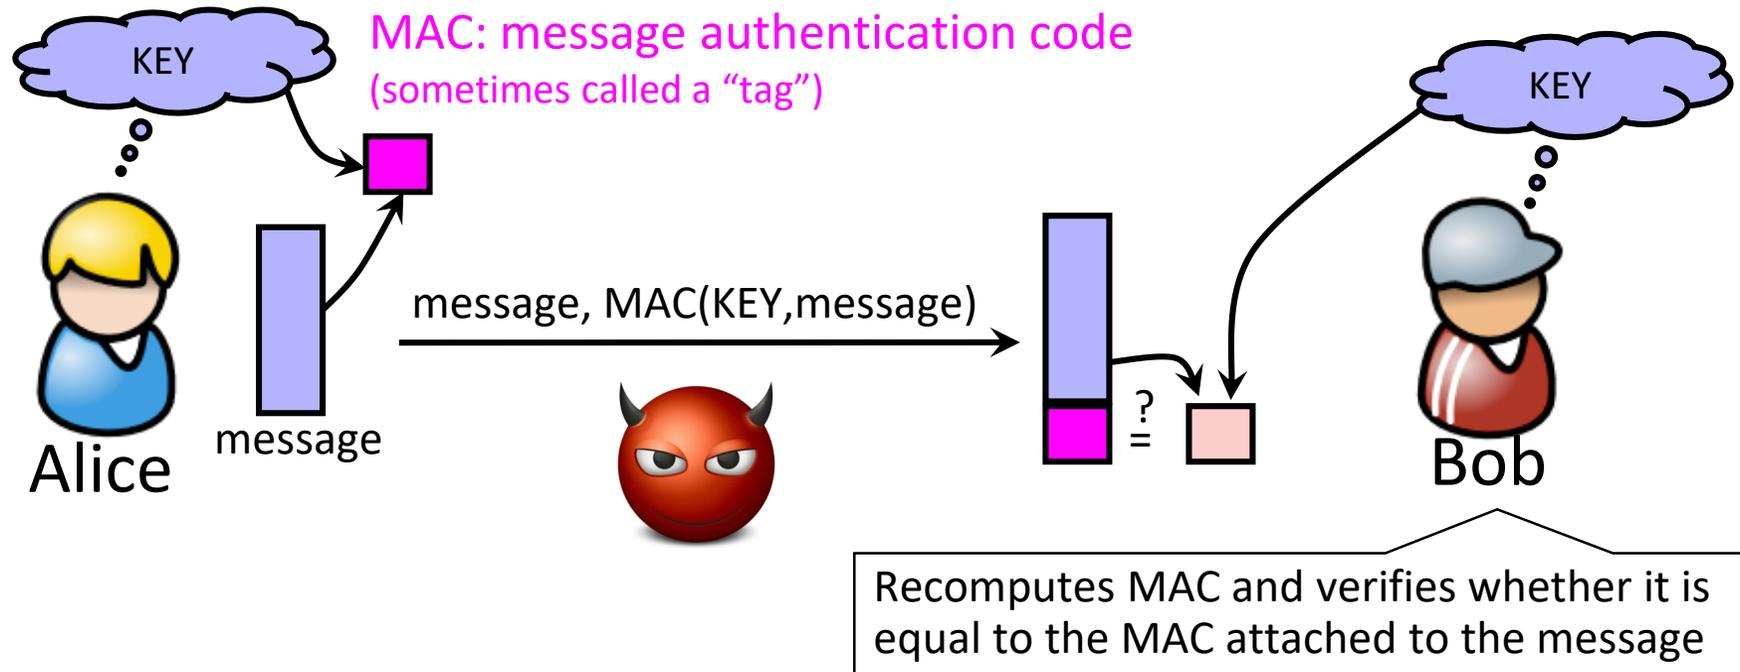 KEY
MAC: message authentication code
(sometimes called a “tag”)
KEY
message, MAC(KEY,message)
?
=
message
Alice
Bob
Recomputes MAC and verifies whether it is
equal to the MAC attached to the message